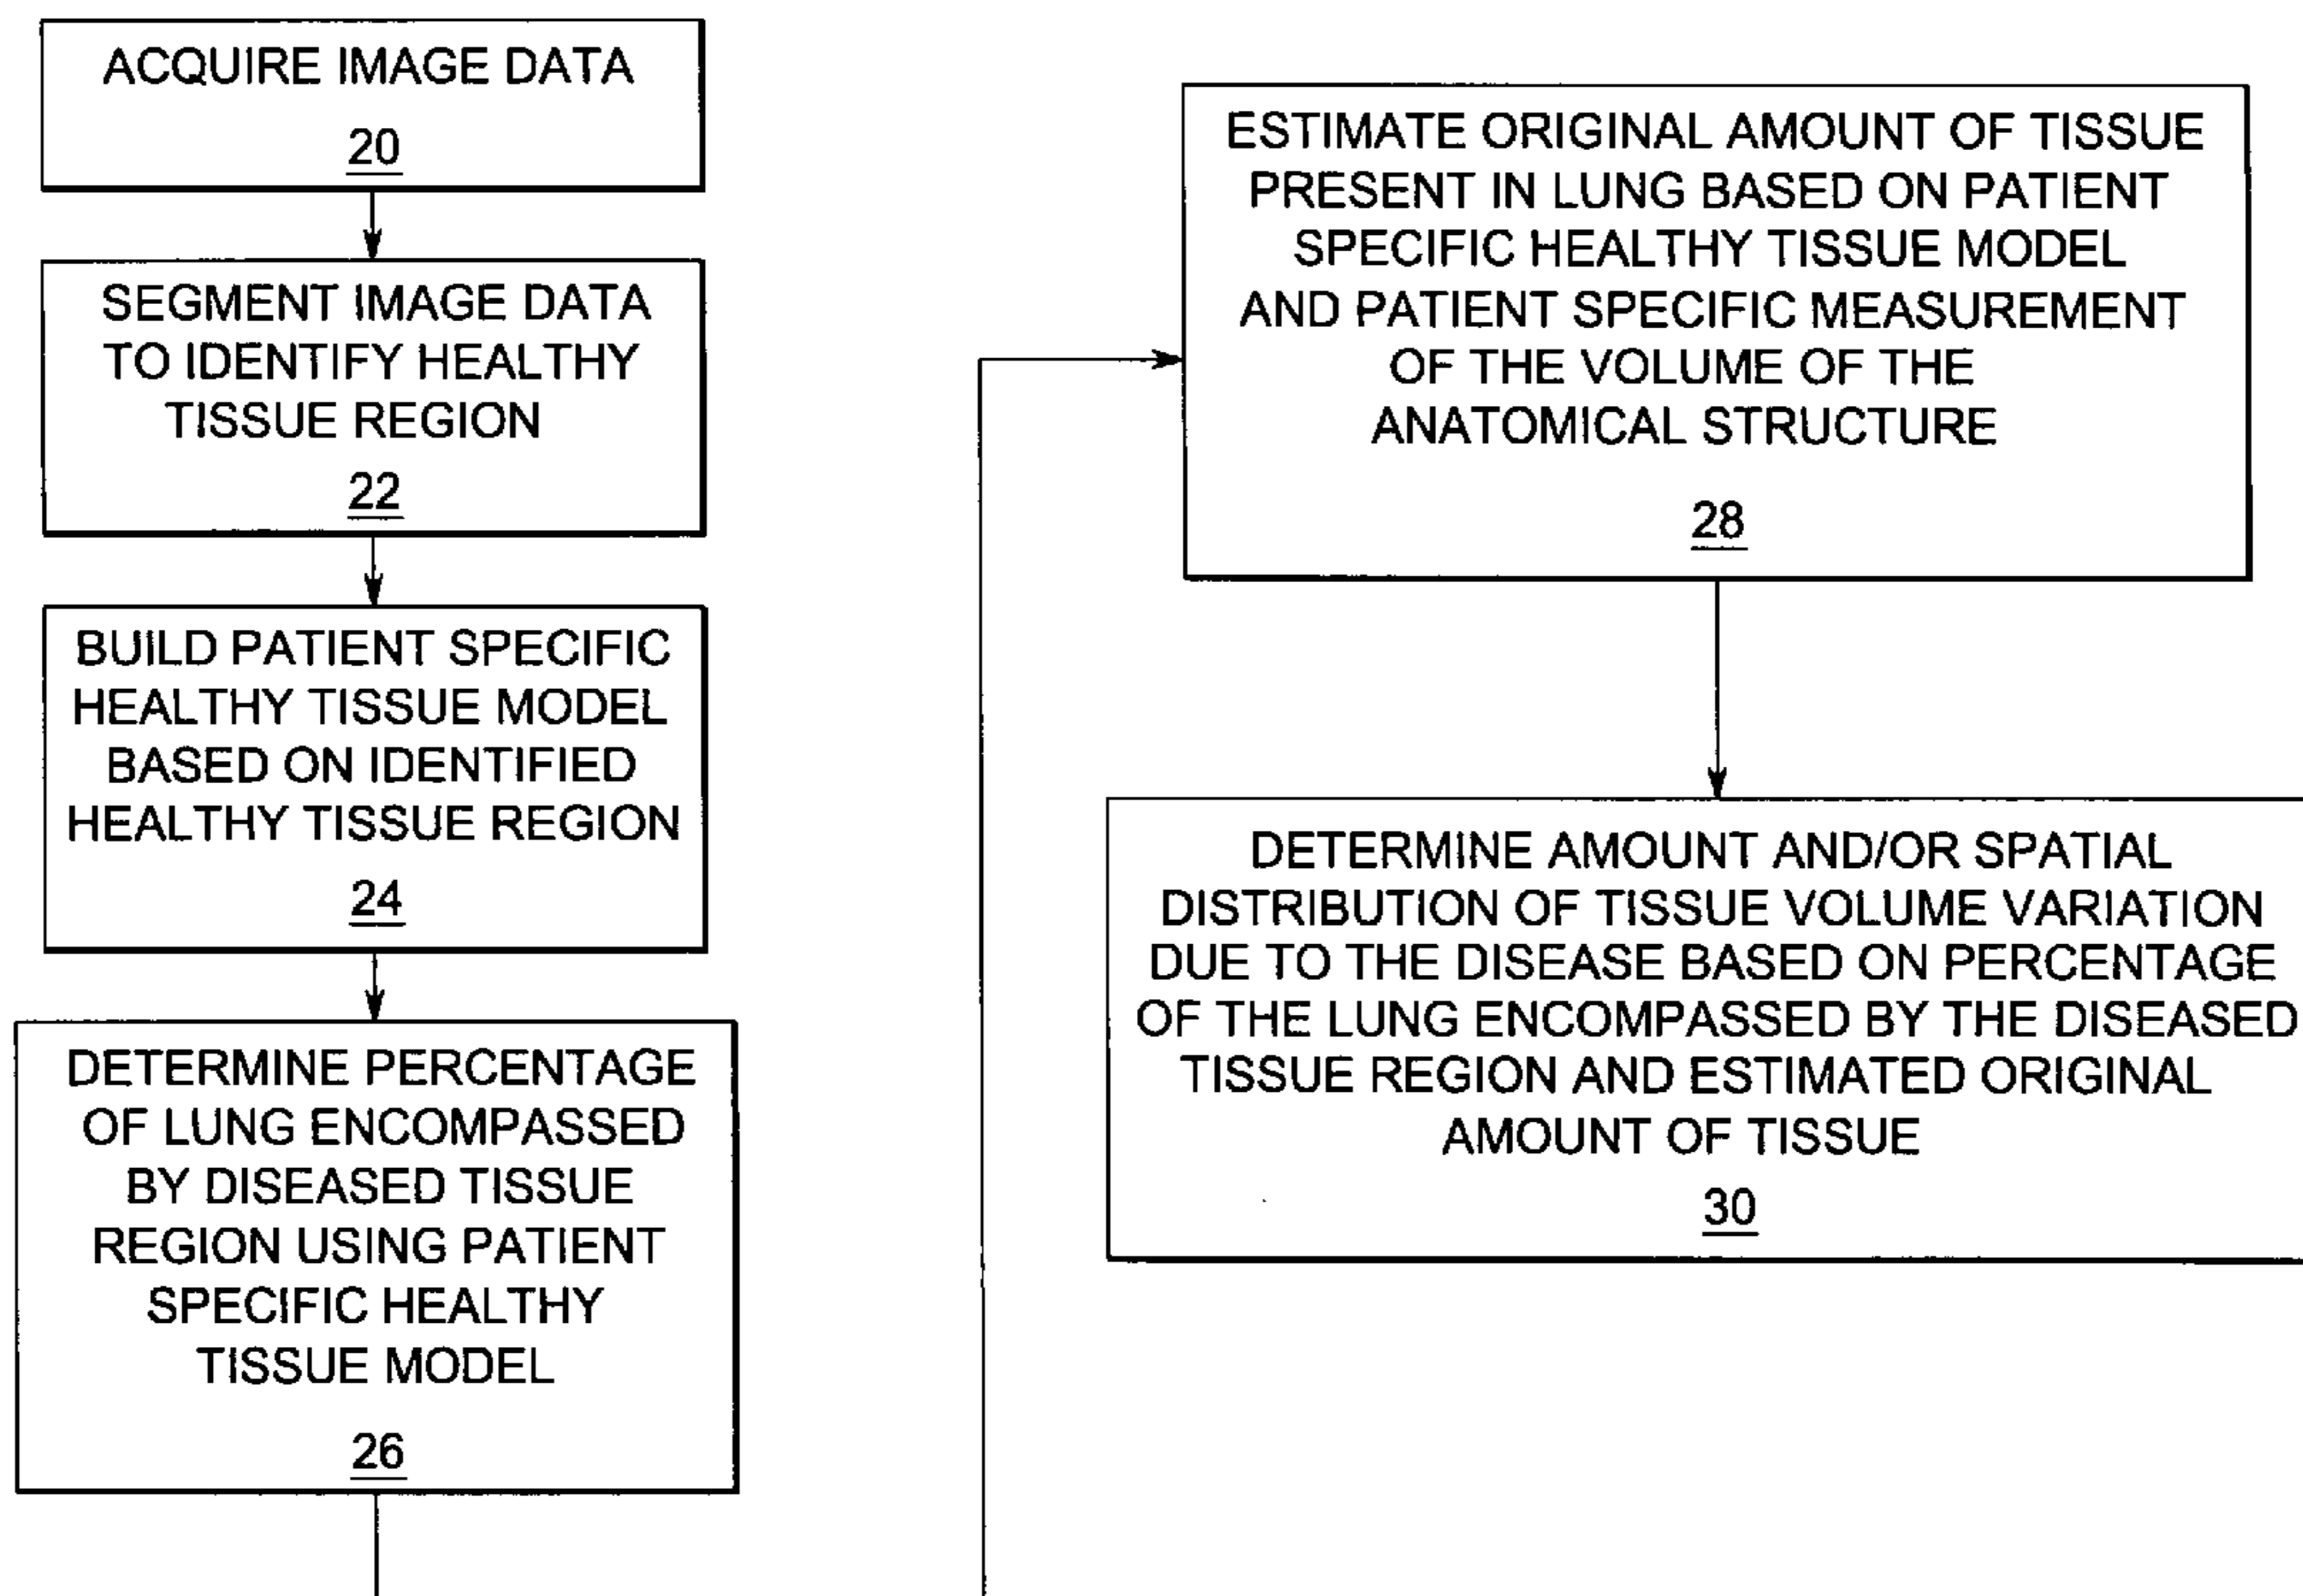 ACQUIRE IMAGE DATA
20
SEGMENT IMAGE DATA
TO IDENTIFY HEALTHY
TISSUE REGION
22
BUILD PATIENT SPECIFIC
HEALTHY TISSUE MODEL
BASED ON IDENTIFIED
HEALTHY TISSUE REGION
24
DETERMINE PERCENTAGE
OF LUNG ENCOMPASSED
BY DISEASED TISSUE
REGION USING PATIENT
SPECIFIC HEALTHY
TISSUE MODEL
26
ESTIMATE ORIGINAL AMOUNT OF TISSUE
PRESENT IN LUNG BASED ON PATIENT
SPECIFIC HEALTHY TISSUE MODEL
AND PATIENT SPECIFIC MEASUREMENT
OF THE VOLUME OF THE
ANATOMICAL STRUCTURE
28
DETERMINE AMOUNT AND/OR SPATIAL
DISTRIBUTION OF TISSUE VOLUME VARIATION
DUE TO THE DISEASE BASED ON PERCENTAGE
OF THE LUNG ENCOMPASSED BY THE DISEASED
TISSUE REGION AND ESTIMATED ORIGINAL
AMOUNT OF TISSUE
30